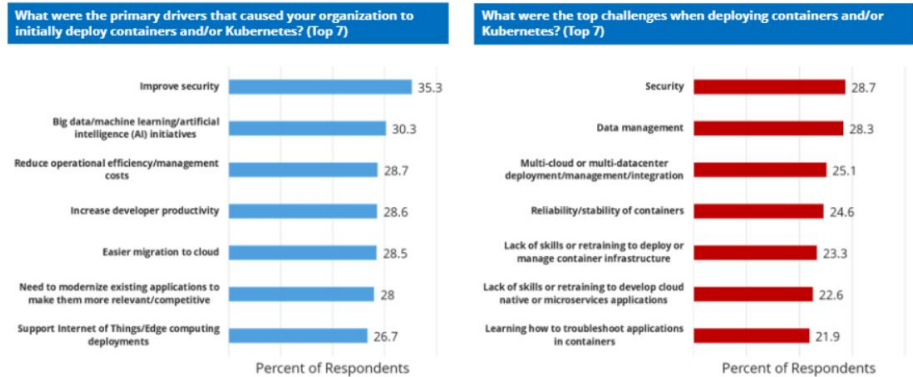 What were the primary drivers that caused your organization to
initially deploy containers and/or Kubernetes? (Top 7)
Improve security
35.3
Big data/machine learning/artificial
intelligence (AI) initiatives
30.3
Reduce operational efficiency/management
costs
28.7
Increase developer productivity
28.6
Easier migration to cloud
28.5
Need to modernize existing applications to
make them more relevant/competitive
28
Support Internet of Things/Edge computing
deployments
26.7
Percent of Respondents
What were the top challenges when deploying containers and/or
Kubernetes? (Top 7)
Security
28.7
Data management
28.3
Multi-cloud or multi-datacenter
deployment/management/integration
25.1
Reliability/stability of containers
24.6
Lack of skills or retraining to deploy or
manage container infrastructure
23.3
Lack of skills or retraining to develop cloud
native or microservices applications
22.6
Learning how to troubleshoot applications
in containers
21.9
Percent of Respondents